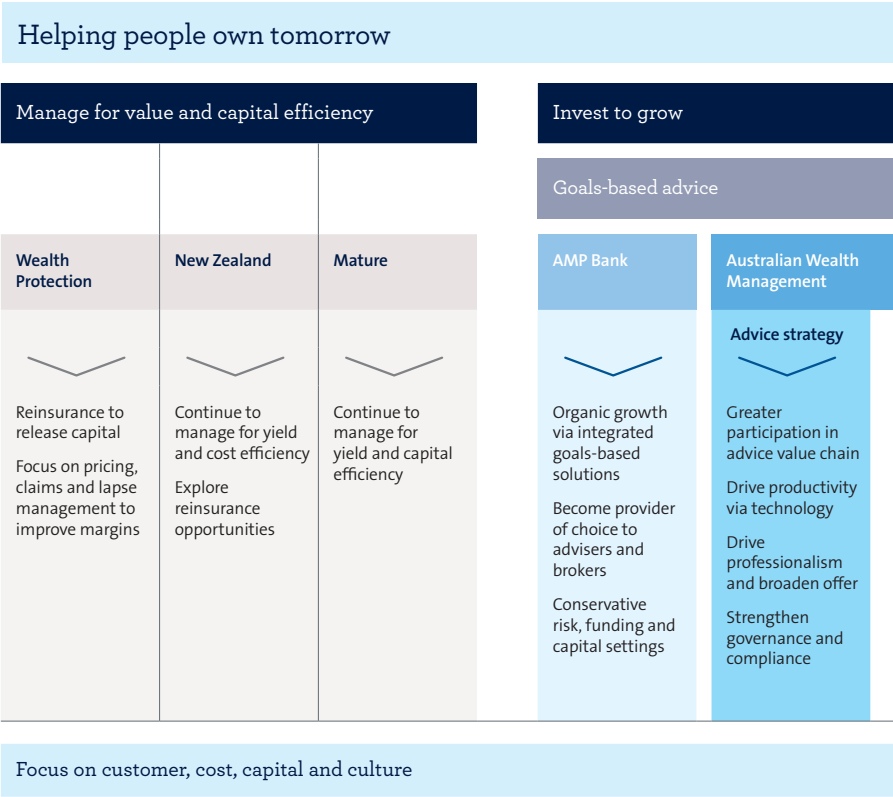 Helping people own tomorrow
Manage for value and capital efficiency
Wealth
Protection
Reinsurance to
release capital
Focus on pricing,
claims and lapse
management to
improve margins
New Zealand
Continue to
manage for yield
and cost efficiency
Explore
reinsurance
opportunities
Mature
Continue to
manage for
yield and capital
efficiency
Invest to grow
Goals-based advice
AMP Bank
Organic growth
via integrated
goals-based
solutions
Become provider
of choice to
advisers and
brokers
Conservative
risk, funding and
capital settings
Australian Wealth
Management
Advice strategy
Greater
participation in
advice value chain
Drive productivity
via technology
Drive
professionalism
and broaden offer
Strengthen
governance and
compliance
Focus on customer, cost, capital and culture